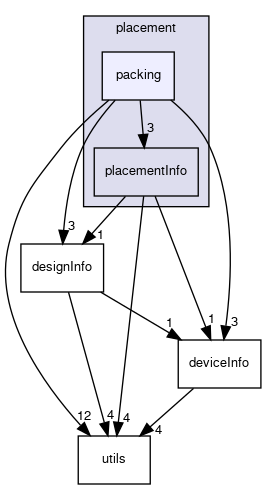 placement
packing
3
placementInfo
3
1
designInfo
1
1
3
deviceInfo
12
4
4
4
utils